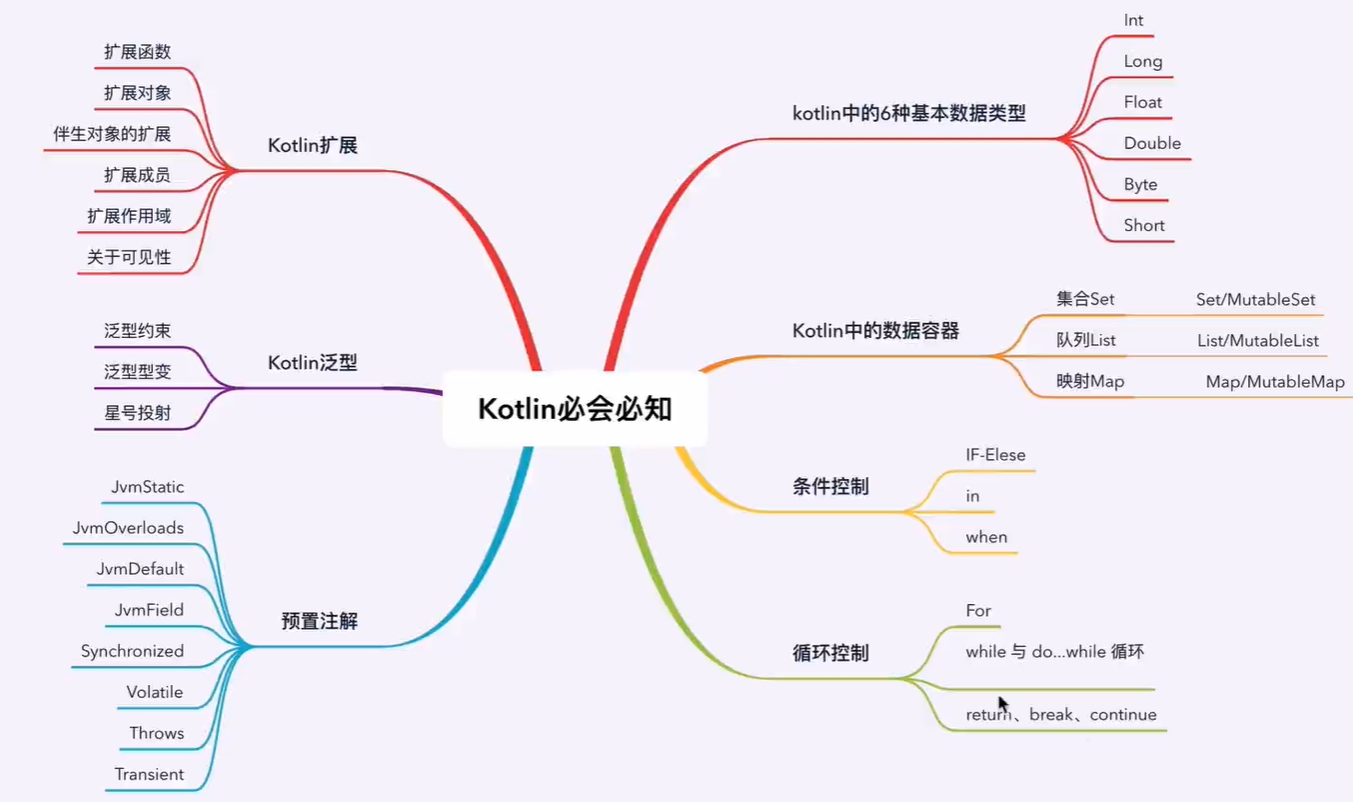 Kotlin必会必知
Kotlin扩展
扩展函数
扩展对象
伴生对象的扩展
扩展成员
扩展作用域
关于可见性
Kotlin泛型
泛型约束
泛型型变
星号投射
预置注解
JvmStatic
JvmOverloads
JvmDefault
JvmField
Synchronized
Volatile
Throws
Transient
kotlin中的6种基本数据类型
Int
Long
Float
Double
Byte
Short
Kotlin中的数据容器
集合Set
Set/MutableSet
队列List
List/MutableList
映射Map
Map/MutableMap
条件控制
IF-Elese
in
when
循环控制
For
while 与 do...while 循环
return、break、continue